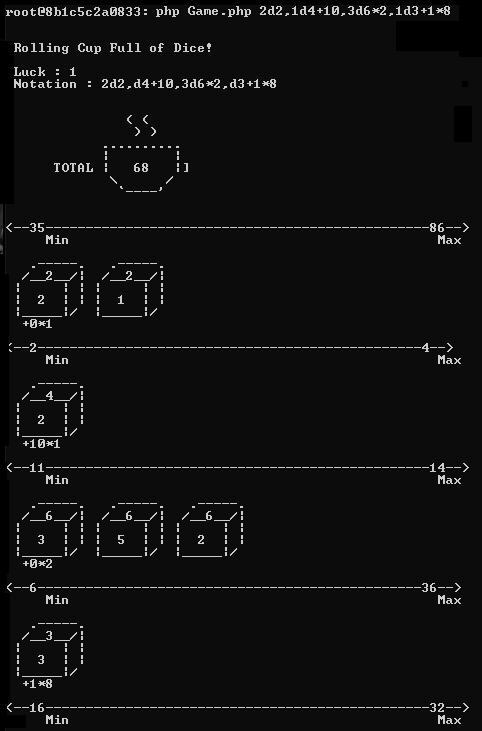 root@8b1c5c2a0833: php Game.php 2d2,1d4+10,3d6*2,1d3+1*8
Rolling Cup Full of Dice!
Luck : 1
Notation : 2d2,d4+10,3d6*2,d3+1*8
TOTAL 68
<--35 86-->
Min Max
2 2
2 1
+0*1
<--2 4-->
Min Max
4
2
+10*1
<--11 14-->
Min Max
6 6 6
3 5 2
+0*2
<--6 36-->
Min Max
3
3
+1*8
<--16 32-->
Min Max